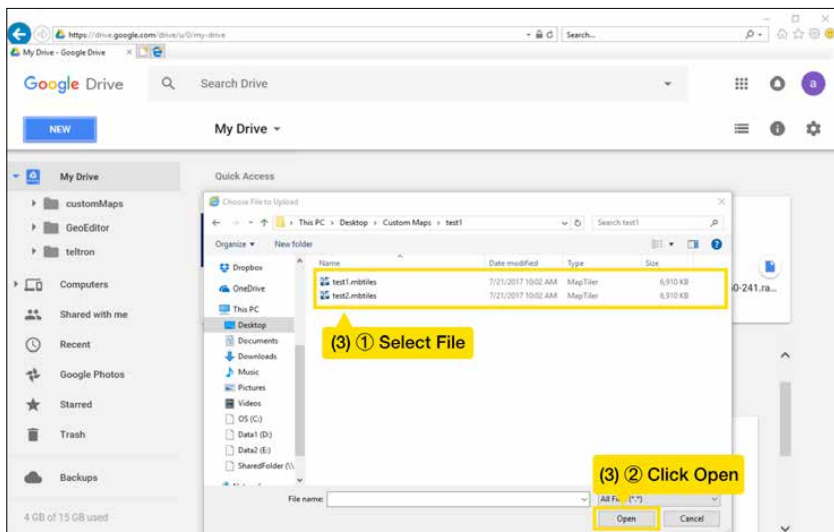 https://drive.google.com/drive/u/0/my-drive
Search...
My Drive - Google Drive
Google Drive
Search Drive
a
NEW
My Drive
My Drive
Quick Access
customMaps
GeoEditor
teltron
Computers
Shared with me
Recent
Google Photos
Starred
Trash
Backups
4 GB of 15 GB used
Choose File to Upload
This PC > Desktop > Custom Maps > test1
Search test1
Organize
New folder
Name Date modified Type Size
test1.mbtiles 7/21/2017 10:02 AM MapTiler 6,910 KB
test2.mbtiles 7/21/2017 10:02 AM MapTiler 6,910 KB
Dropbox
OneDrive
This PC
Desktop
Documents
Downloads
Music
Pictures
Videos
OS (C:)
Data1 (D:)
Data2 (E:)
SharedFolder (\\
(3) ① Select File
0-241.ra...
(3) ② Click Open
File name:
(*.*)
Open Cancel